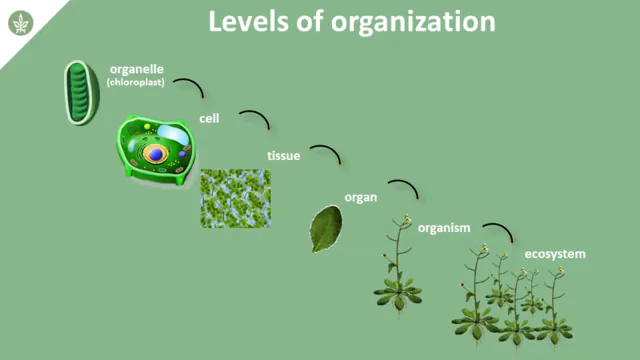 Levels of organization
organelle
(chloroplast)
cell
tissue
organ
organism
ecosystem